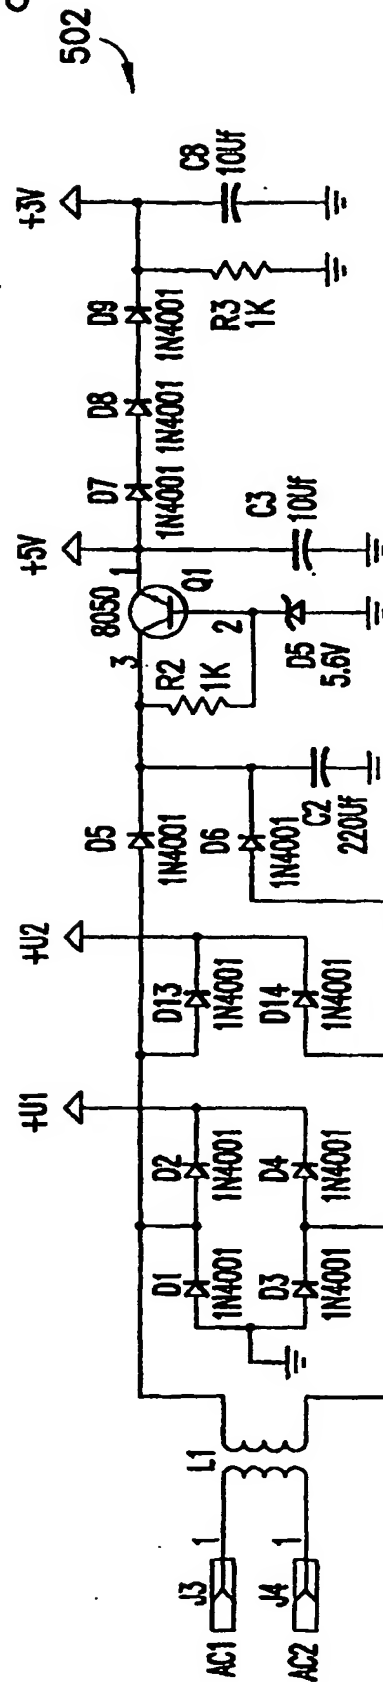 502
+3V
C8
10Uf
D9
1N4001
R3
1K
D8
1N4001
D7
1N4001
+5V
C3
10Uf
1
8050
Q1
2
3
R2
1K
D5
5.6V
D5
1N4001
D6
1N4001
C2
220Uf
+U2
D13
1N4001
D14
1N4001
+U1
D2
1N4001
D4
1N4001
D1
1N4001
D3
1N4001
L1
J3
1
AC1
J4
1
AC2